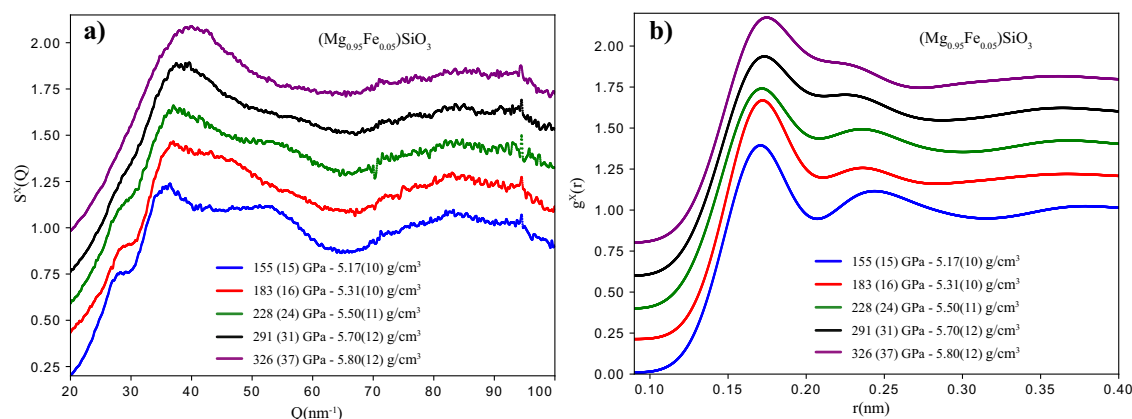 a)
(Mg₀.₉₅Fe₀.₀₅)SiO₃
2.00
1.75
1.50
1.25
1.00
0.75
0.50
0.25
Sˣ(Q)
155 (15) GPa - 5.17(10) g/cm³
183 (16) GPa - 5.31(10) g/cm³
228 (24) GPa - 5.50(11) g/cm³
291 (31) GPa - 5.70(12) g/cm³
326 (37) GPa - 5.80(12) g/cm³
20 30 40 50 60 70 80 90 100
Q(nm⁻¹)
b)
(Mg₀.₉₅Fe₀.₀₅)SiO₃
2.00
1.75
1.50
1.25
1.00
0.75
0.50
0.25
0.00
gˣ(r)
155 (15) GPa - 5.17(10) g/cm³
183 (16) GPa - 5.31(10) g/cm³
228 (24) GPa - 5.50(11) g/cm³
291 (31) GPa - 5.70(12) g/cm³
326 (37) GPa - 5.80(12) g/cm³
0.10 0.15 0.20 0.25 0.30 0.35 0.40
r(nm)